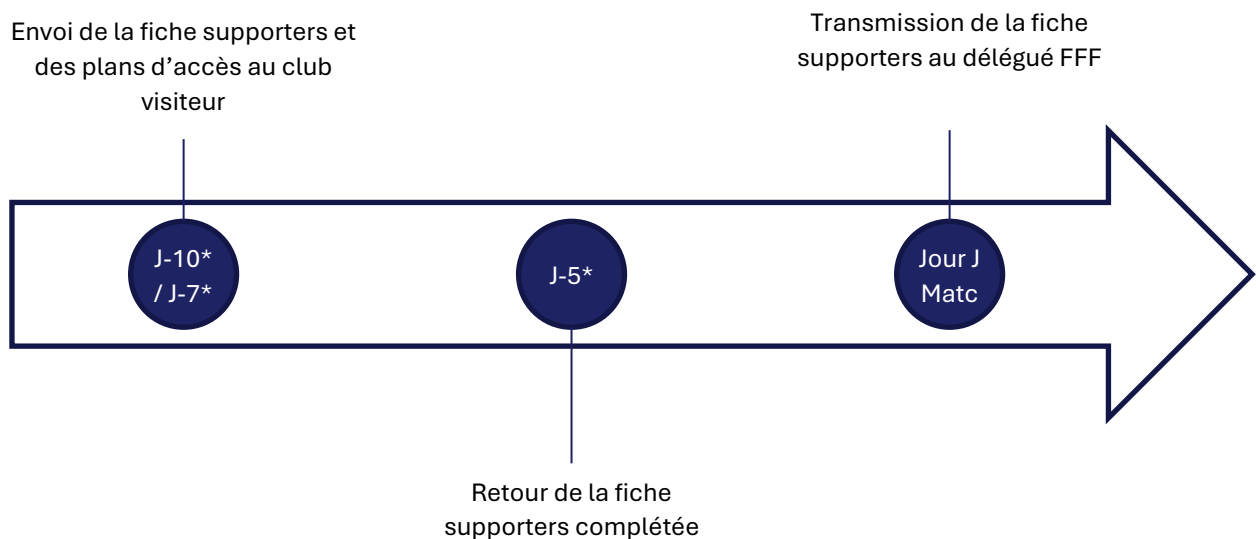 Envoi de la fiche supporters et
des plans d’accès au club
visiteur
Transmission de la fiche
supporters au délégué FFF
J-10*
/ J-7*
J-5*
Jour J
Matc
Retour de la fiche
supporters complétée